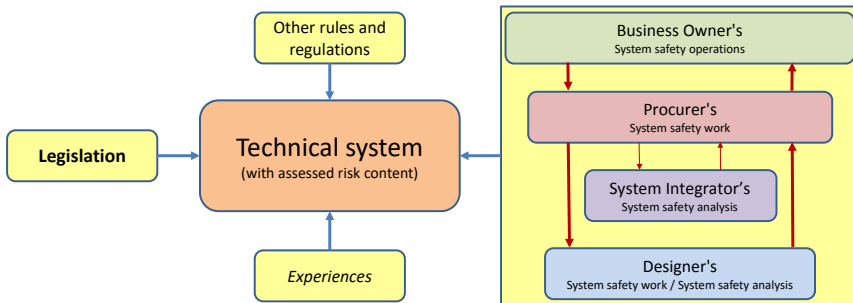 Other rules and
regulations
Legislation
Technical system
(with assessed risk content)
Experiences
Business Owner's
System safety operations
Procurer's
System safety work
System Integrator’s
System safety analysis
Designer's
System safety work / System safety analysis